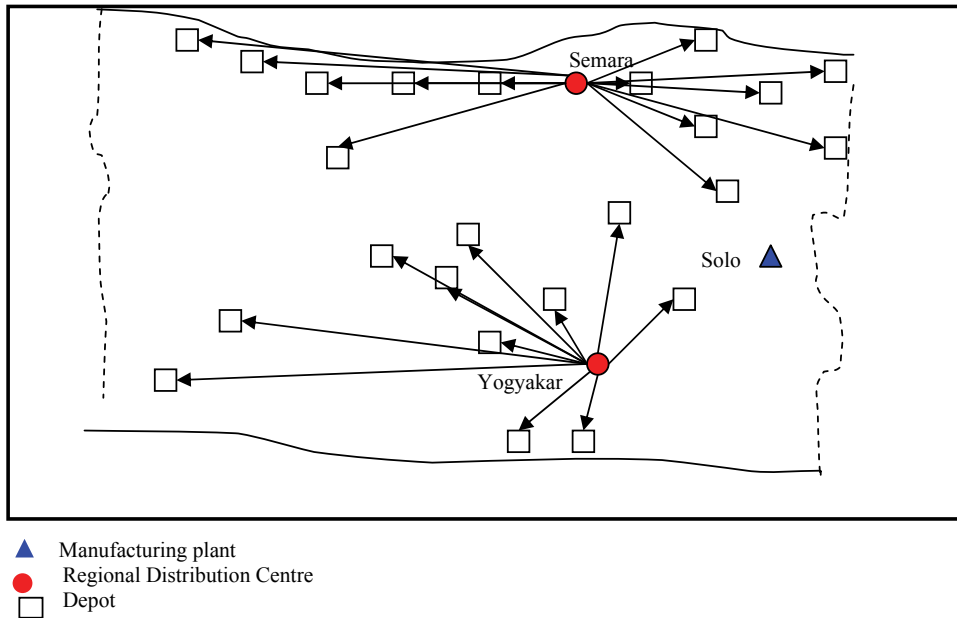 Semara
Solo
Yogyakar
Manufacturing plant
Regional Distribution Centre
Depot